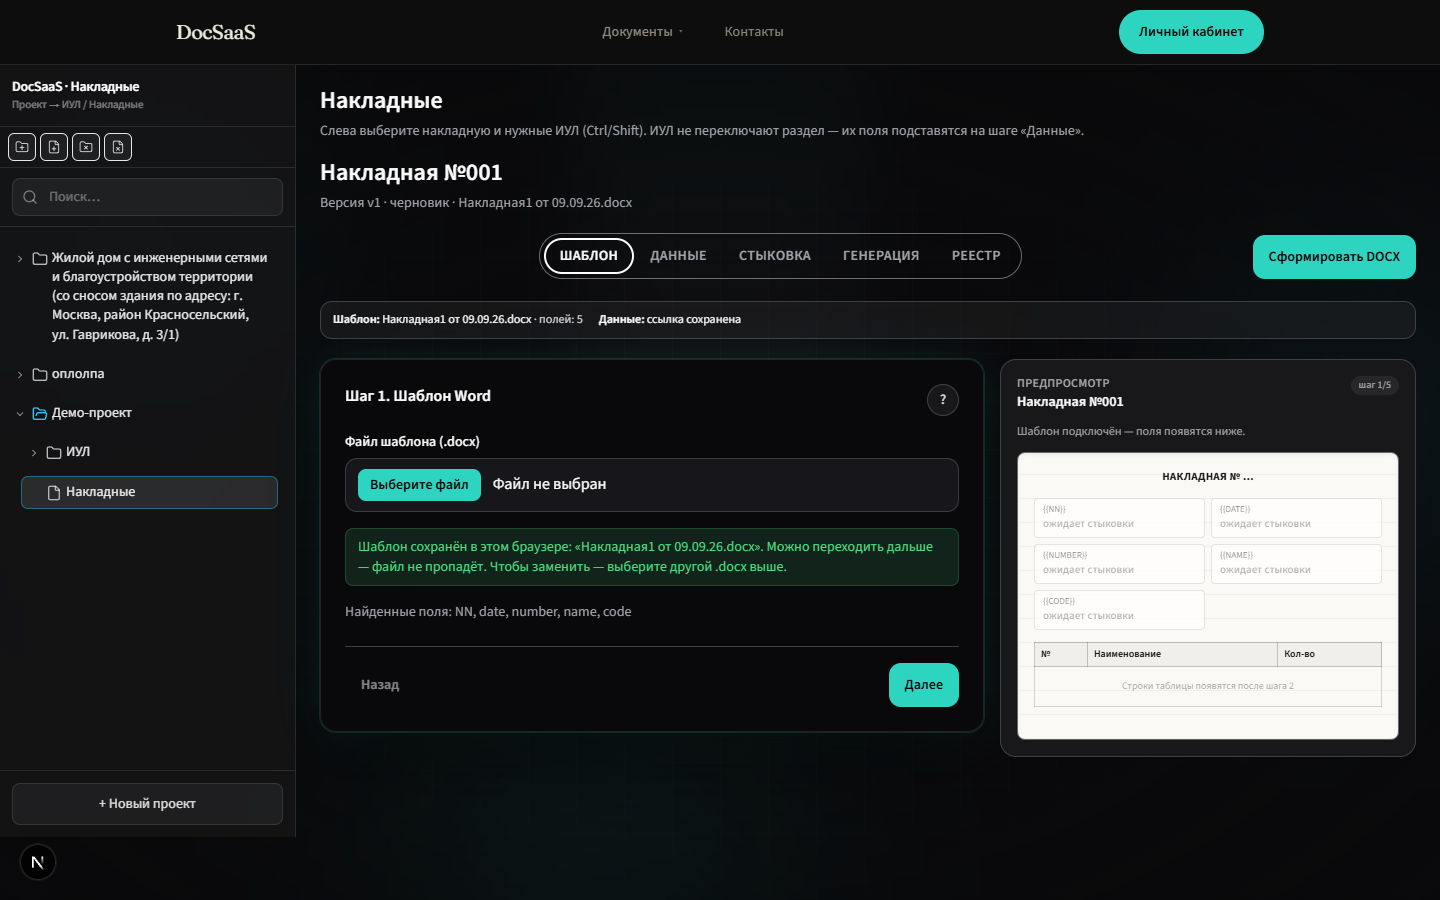 DocSaaS
Документы
Контакты
Личный кабинет
DocSaaS · Накладные
Проект → ИУЛ / Накладные
Поиск...
Жилой дом с инженерными сетями
и благоустройством территории
(со сносом здания по адресу: г.
Москва, район Красносельский,
ул. Гаврикова, д. 3/1)
оплолпа
Демо-проект
ИУЛ
Накладные
+ Новый проект
N
Накладные
Слева выберите накладную и нужные ИУЛ (Ctrl/Shift). ИУЛ не переключают раздел — их поля подставятся на шаге «Данные».
Накладная №001
Версия v1 · черновик · Накладная1 от 09.09.26.docx
ШАБЛОН
ДАННЫЕ
СТЫКОВКА
ГЕНЕРАЦИЯ
РЕЕСТР
Сформировать DOCX
Шаблон: Накладная1 от 09.09.26.docx · полей: 5 Данные: ссылка сохранена
Шаг 1. Шаблон Word
?
Файл шаблона (.docx)
Выберите файл Файл не выбран
Шаблон сохранён в этом браузере: «Накладная1 от 09.09.26.docx». Можно переходить дальше
— файл не пропадёт. Чтобы заменить — выберите другой .docx выше.
Найденные поля: NN, date, number, name, code
Назад
Далее
ПРЕДПРОСМОТР
шаг 1/5
Накладная №001
Шаблон подключён — поля появятся ниже.
НАКЛАДНАЯ № ...
{{NN}}
ожидает стыковки
{{DATE}}
ожидает стыковки
{{NUMBER}}
ожидает стыковки
{{NAME}}
ожидает стыковки
{{CODE}}
ожидает стыковки
№ Наименование Кол-во
Строки таблицы появятся после шага 2